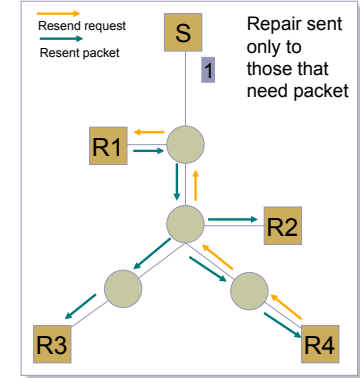 Resend request
Resent packet
S
Repair sent
only to
those that
need packet
1
R1
R2
R3
R4